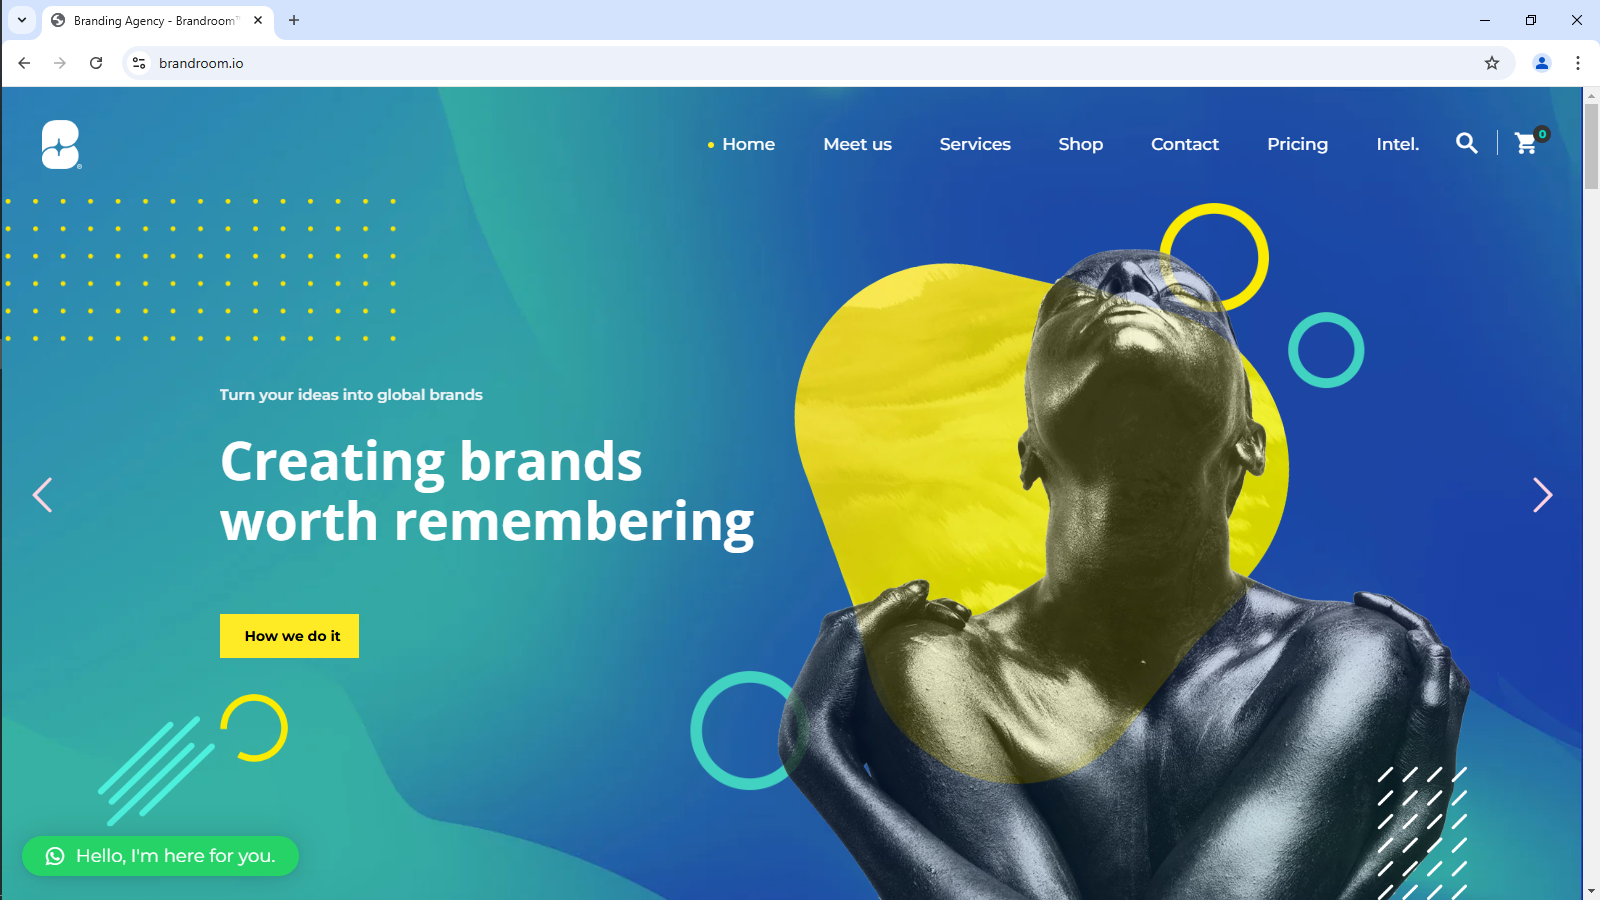 Branding Agency - Brandroom™
brandroom.io
Home
Meet us
Services
Shop
Contact
Pricing
Intel.
0
B
Turn your ideas into global brands
Creating brands
worth remembering
How we do it
Hello, I'm here for you.